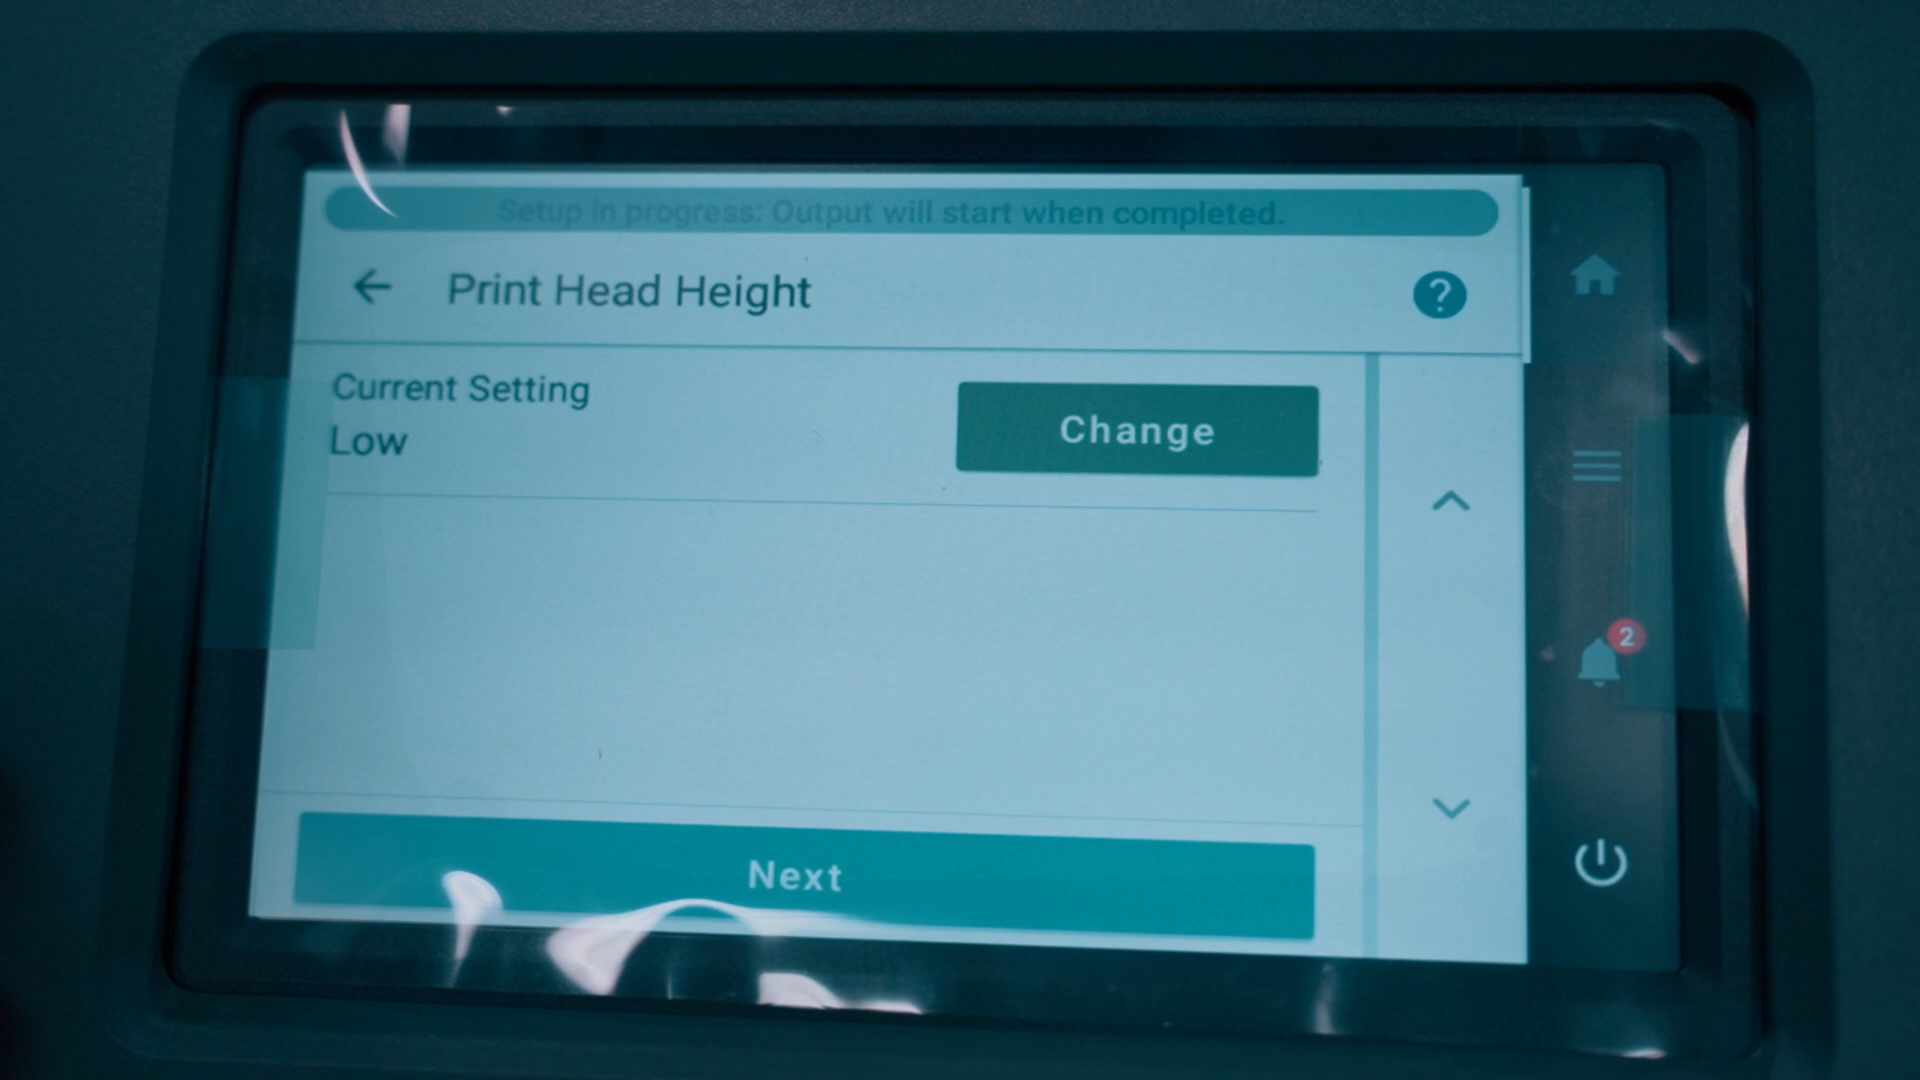 Setup in progress: Output will start when completed.
Print Head Height
?
Current Setting
Low
Change
2
Next